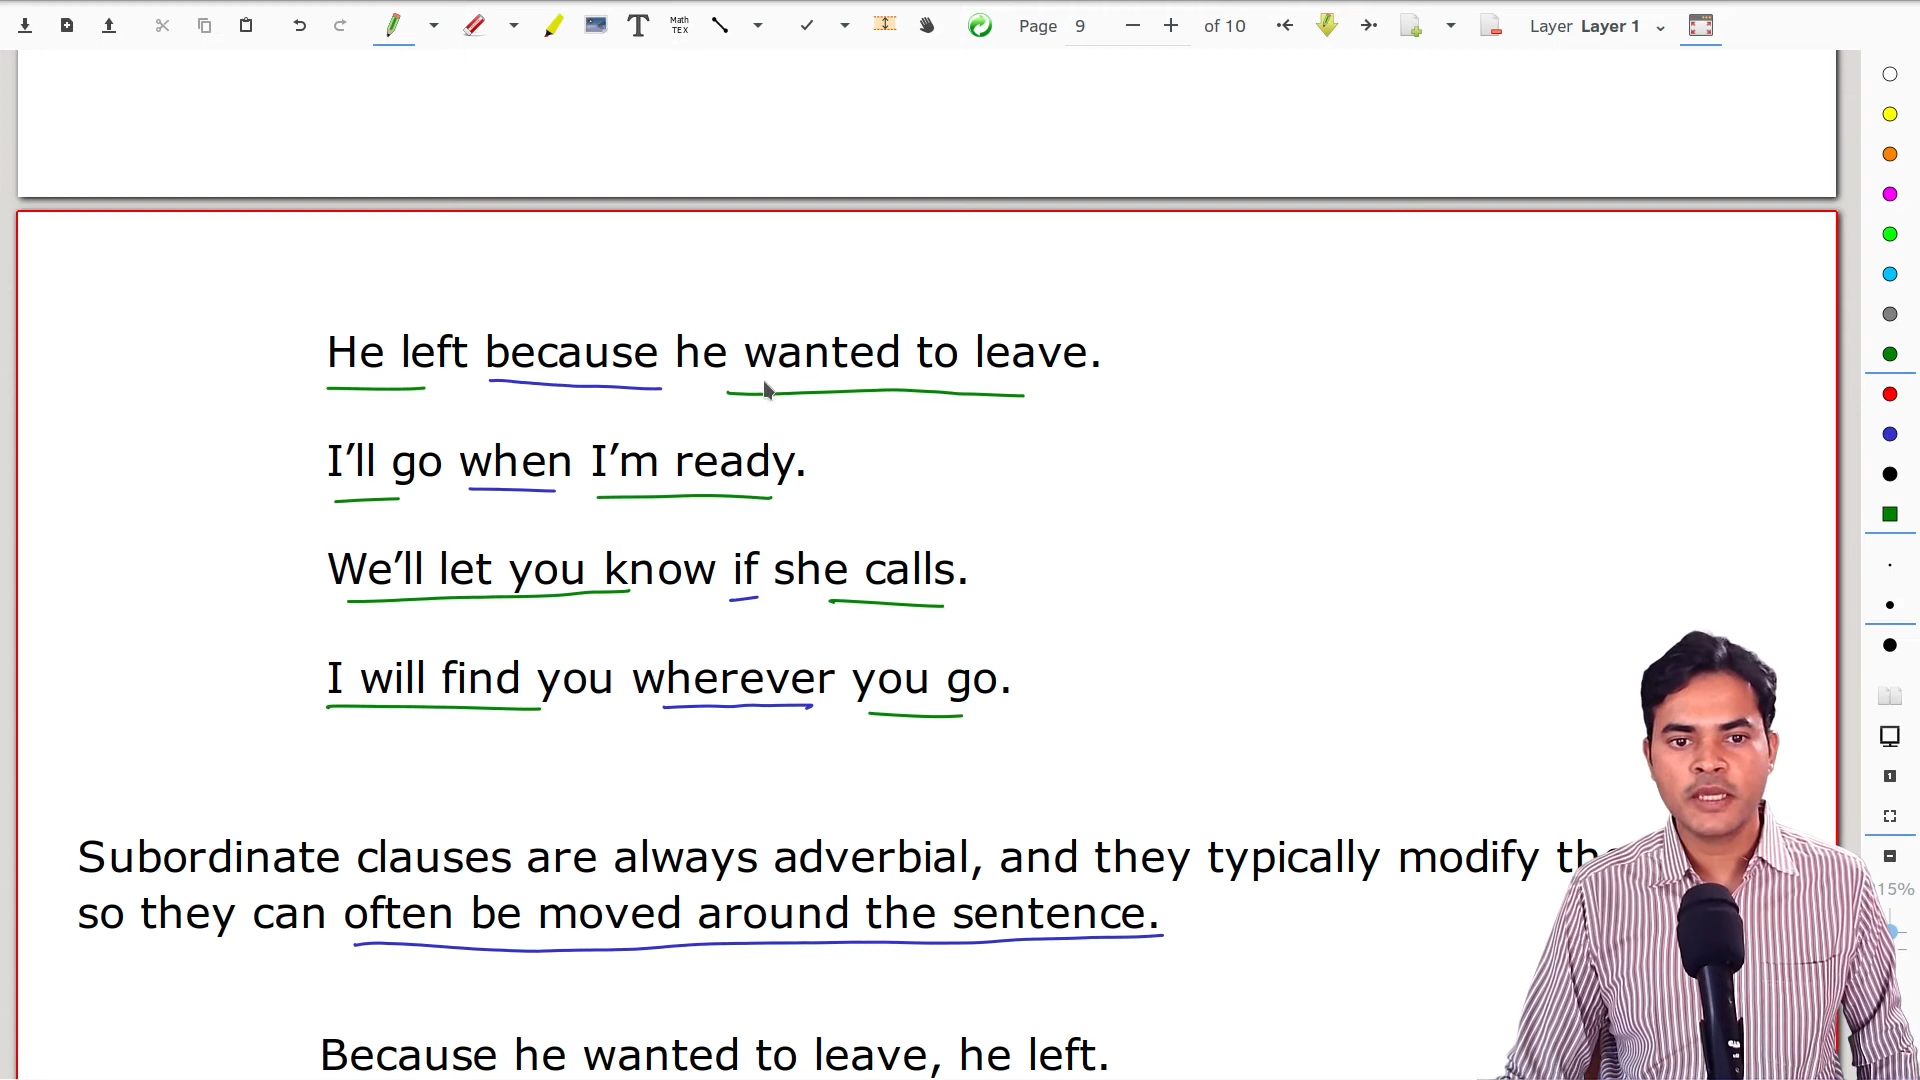 Math
TEX
Page 9 of 10 Layer Layer 1
He left because he wanted to leave.
I’ll go when I’m ready.
We’ll let you know if she calls.
I will find you wherever you go.
Subordinate clauses are always adverbial, and they typically modify
so they can often be moved around the sentence.
Because he wanted to leave, he left.
15%